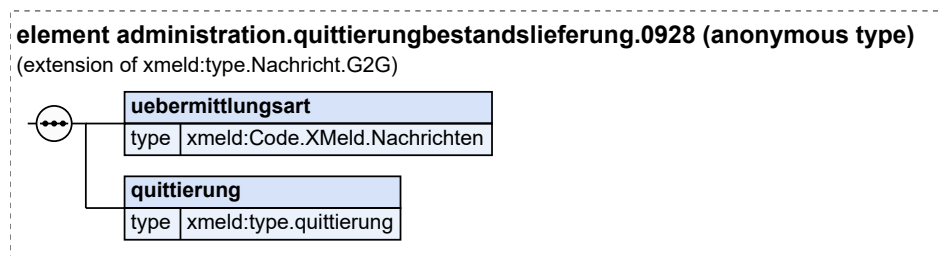 element administration.quittierungbestandslieferung.0928 (anonymous type)
(extension of xmeld:type.Nachricht.G2G)
uebermittlungsart
type xmeld:Code.XMeld.Nachrichten
quittierung
type xmeld:type.quittierung